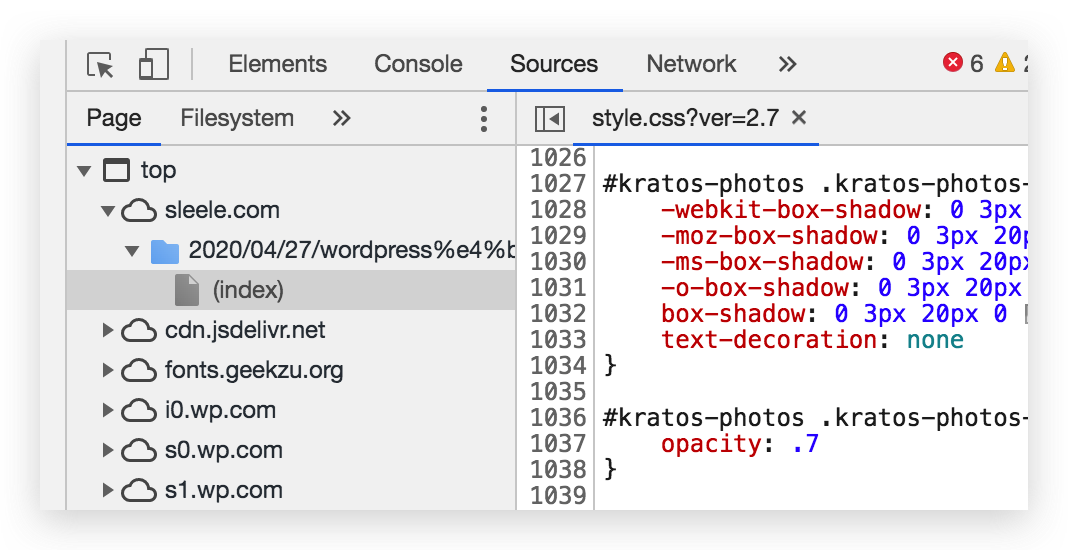 Elements Console Sources Network » 6 2
Page Filesystem » style.css?ver=2.7 ×
top
sleele.com
2020/04/27/wordpress%e4%b
(index)
cdn.jsdelivr.net
fonts.geekzu.org
i0.wp.com
s0.wp.com
s1.wp.com
1026
1027 #kratos-photos .kratos-photos-
1028 -webkit-box-shadow: 0 3px
1029 -moz-box-shadow: 0 3px 20p
1030 -ms-box-shadow: 0 3px 20px
1031 -o-box-shadow: 0 3px 20px
1032 box-shadow: 0 3px 20px 0
1033 text-decoration: none
1034 }
1035
1036 #kratos-photos .kratos-photos-
1037 opacity: .7
1038 }
1039